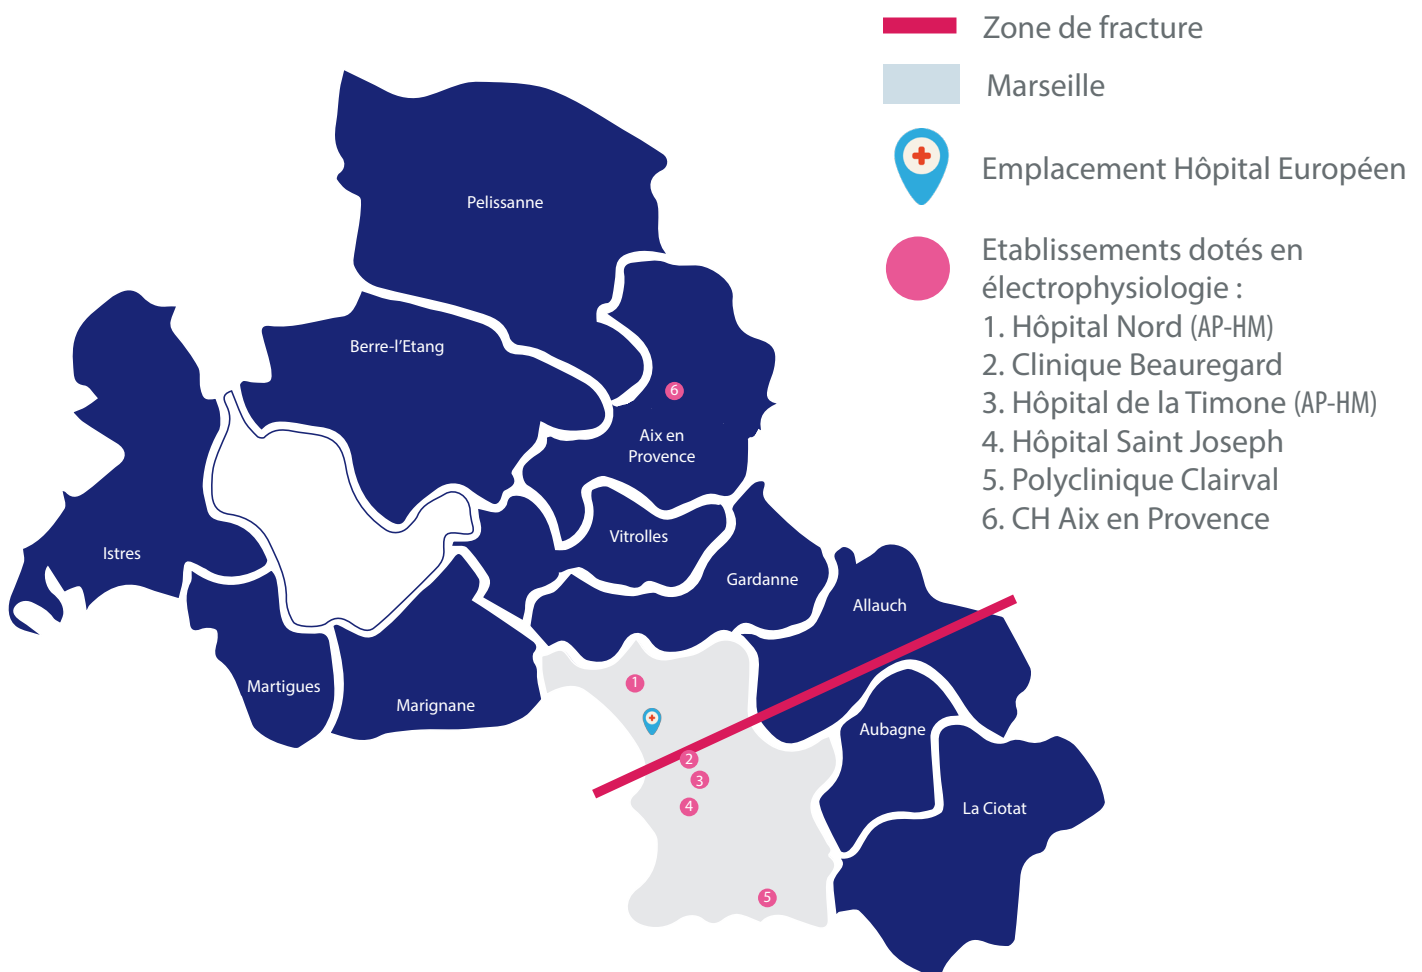 Zone de fracture
Marseille
Emplacement Hôpital Européen
Etablissements dotés en
électrophysiologie :
1. Hôpital Nord (AP-HM)
2. Clinique Beauregard
3. Hôpital de la Timone (AP-HM)
4. Hôpital Saint Joseph
5. Polyclinique Clairval
6. CH Aix en Provence
Pelissanne
Berre-l'Etang
6
Aix en
Provence
Vitrolles
Istres
Gardanne
Allauch
Martigues
1
Marignane
Aubagne
2
3
4
La Ciotat
5